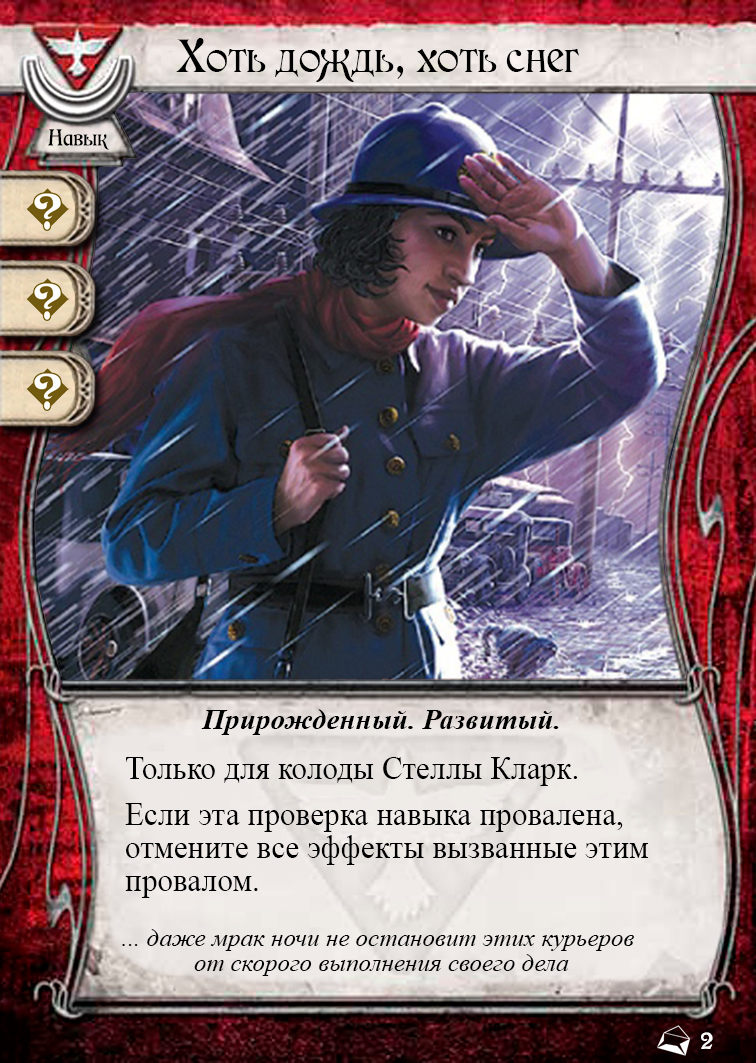 Хоть дождь, хоть снег
Навык
?
?
?
Прирожденный. Развитый.
Только для колоды Стеллы Кларк.
Если эта проверка навыка провалена,
отмените все эффекты вызванные этим
провалом.
... даже мрак ночи не остановит этих курьеров
от скорого выполнения своего дела
2